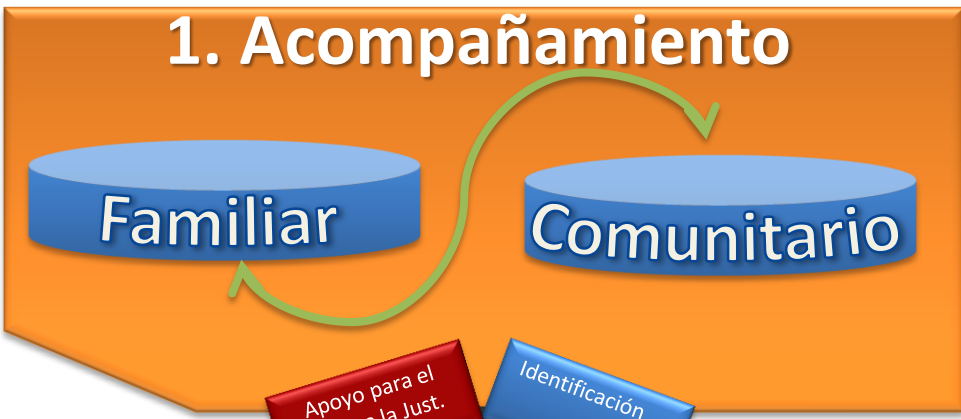 1. Acompañamiento
Familiar
Comunitario
Apoyo para el
la Just.
Identificación